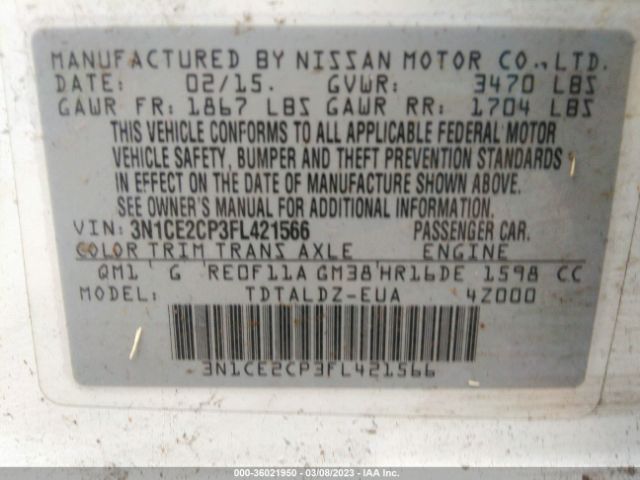 MANUFACTURED BY NISSAN MOTOR CO., LTD.
DATE: 02/15. GVWR: 3470 LBS
GAWR FR: 1867 LBS GAWR RR: 1704 LBS
THIS VEHICLE CONFORMS TO ALL APPLICABLE FEDERAL MOTOR
VEHICLE SAFETY, BUMPER AND THEFT PREVENTION STANDARDS
IN EFFECT ON THE DATE OF MANUFACTURE SHOWN ABOVE.
SEE OWNER'S MANUAL FOR ADDITIONAL INFORMATION.
VIN: 3N1CE2CP3FL421566 PASSENGER CAR.
COLOR TRIM TRANS AXLE ENGINE
QM1 G RE0F11A GM38 HR16DE 1598 CC
MODEL: TDTALDZ-EUA 4Z000
3N1CE2CP3FL421566
000-36021950 - 03/08/2023 - IAA Inc.